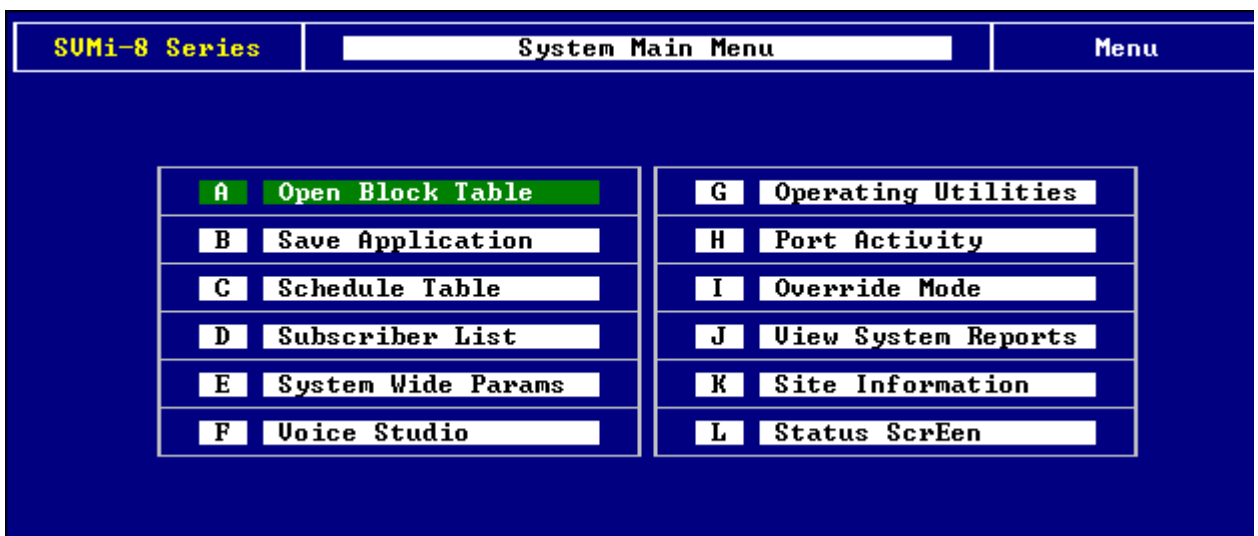 SVMi-8 Series System Main Menu Menu
A Open Block Table
B Save Application
C Schedule Table
D Subscriber List
E System Wide Params
F Voice Studio
G Operating Utilities
H Port Activity
I Override Mode
J View System Reports
K Site Information
L Status ScrEen